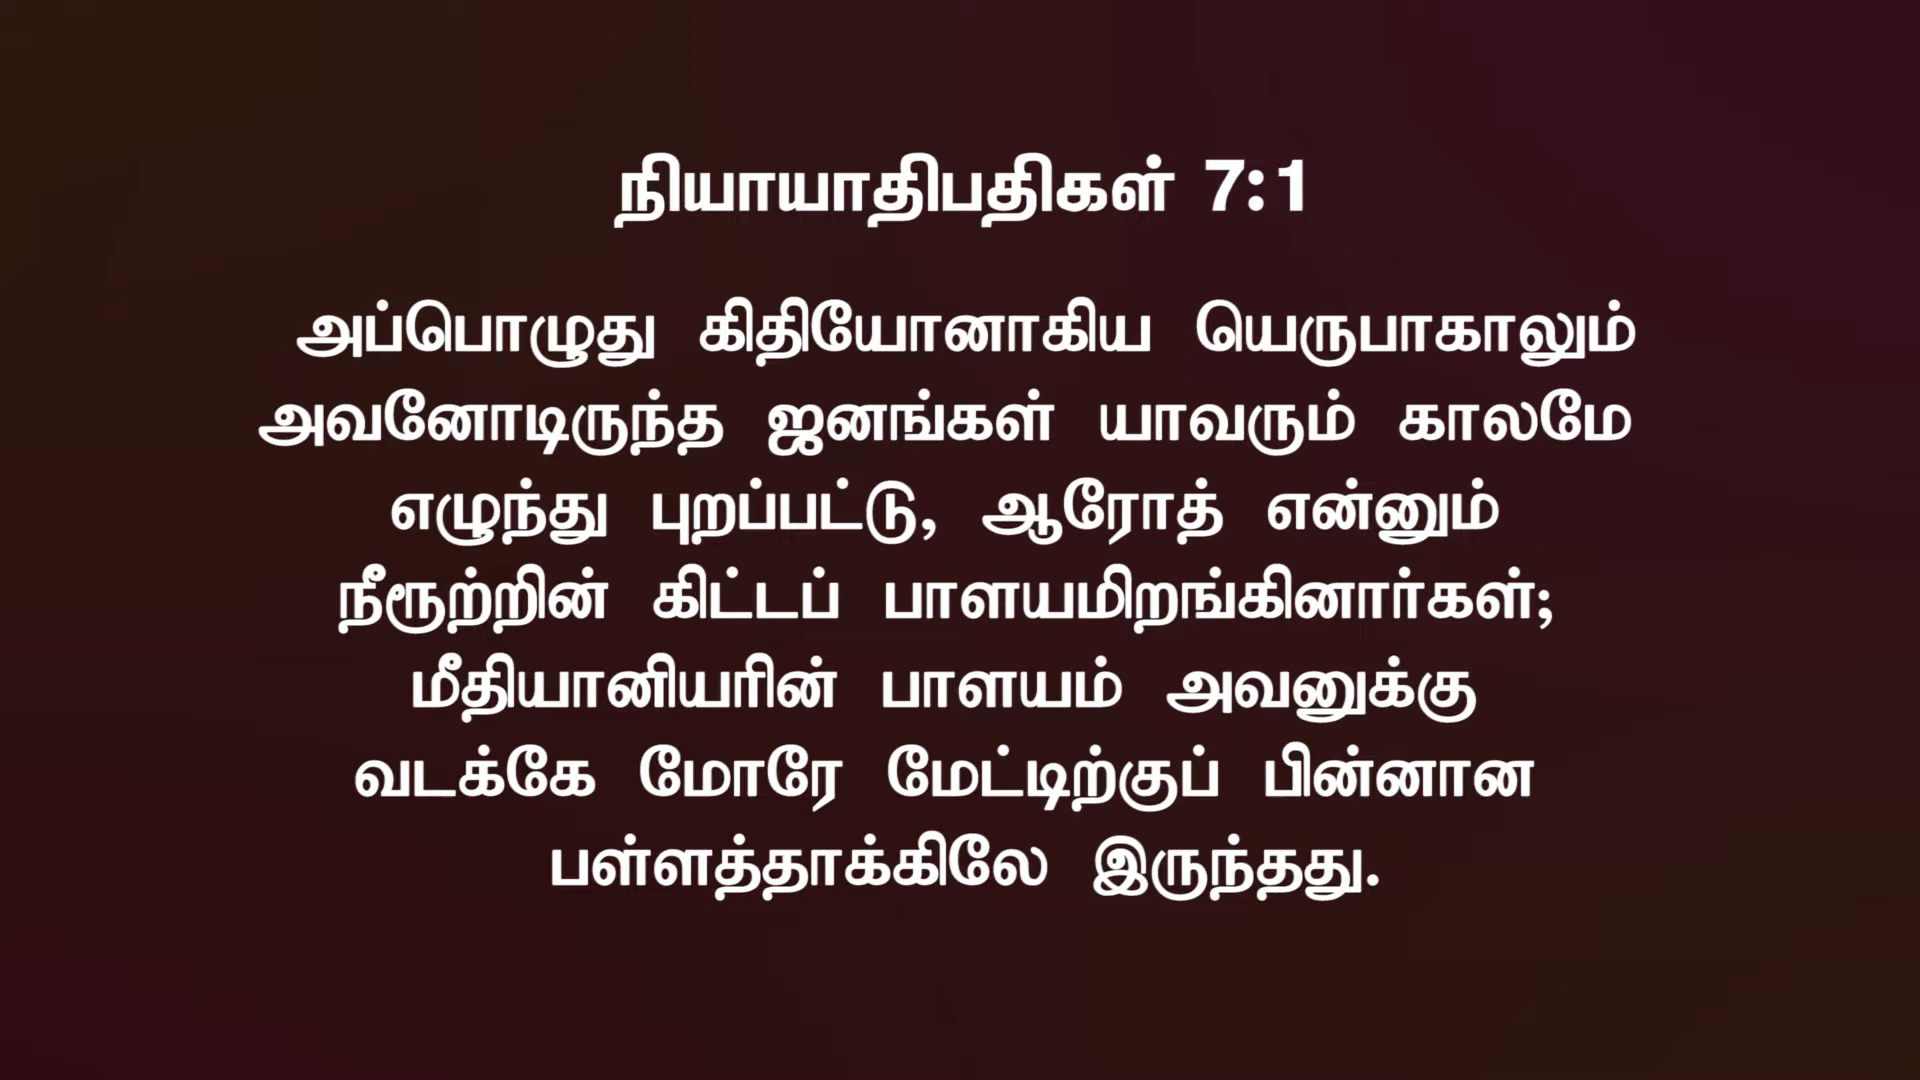 நியாயாதிபதிகள் 7:1
அப்பொழுது கிதியோனாகிய யெருபாகாலும்
அவனோடிருந்த ஜனங்கள் யாவரும் காலமே
எழுந்து புறப்பட்டு, ஆரோத் என்னும்
நீரூற்றின் கிட்டப் பாளயமிறங்கினார்கள்;
மீதியானியரின் பாளயம் அவனுக்கு
வடக்கே மோரே மேட்டிற்குப் பின்னான
பள்ளத்தாக்கிலே இருந்தது.